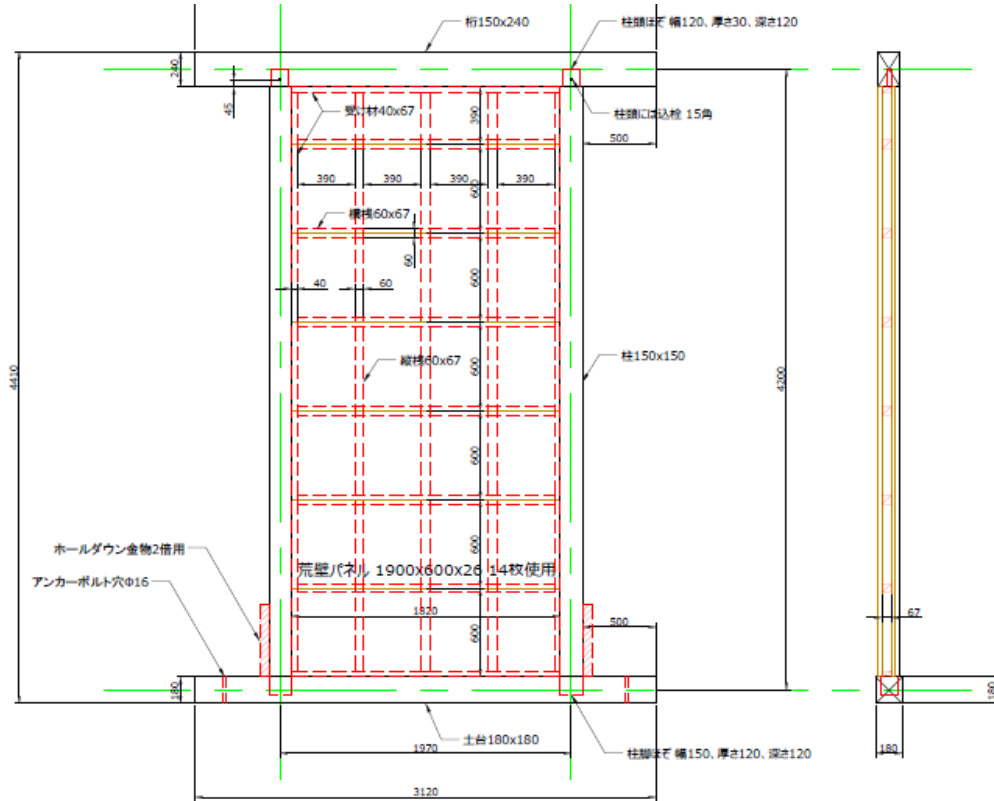 桁150x240
柱頭ほぞ 幅120、厚さ30、深さ120
240
45
受け材40x67
390
柱頭には込栓 15角
500
390
390
390
390
600
横桟60x67
60
600
40
60
600
縦桟60x67
柱150x150
4410
4200
600
600
ホールダウン金物2倍用
アンカーボルト穴Φ16
荒壁パネル 1900x600x26 14枚使用
1820
600
500
67
180
土台180x180
1970
柱脚ほぞ 幅150、厚さ120、深さ120
180
180
3120